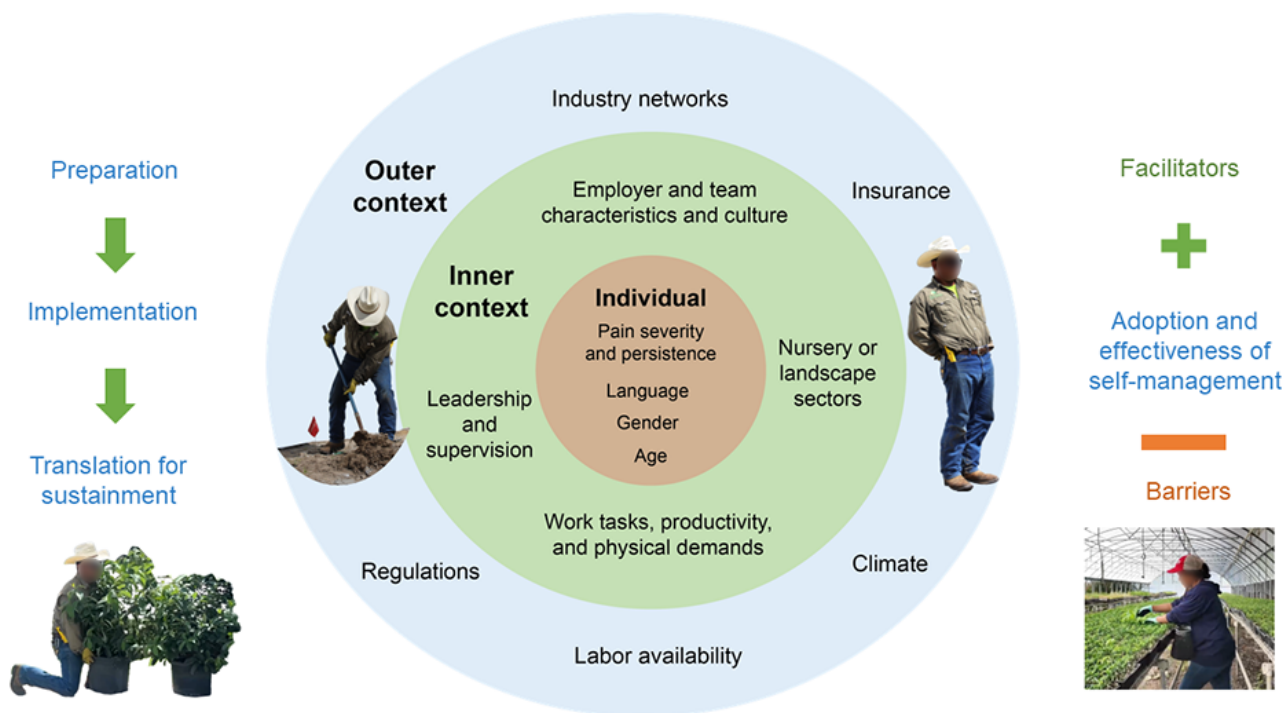 Preparation
Implementation
Translation for
sustainment
Industry networks
Outer
context
Employer and team
characteristics and culture
Insurance
Inner
context
Individual
Pain severity
and persistence
Language
Gender
Age
Nursery or
landscape
sectors
Leadership
and
supervision
Work tasks, productivity,
and physical demands
Regulations
Climate
Labor availability
Facilitators
Adoption and
effectiveness of
self-management
Barriers